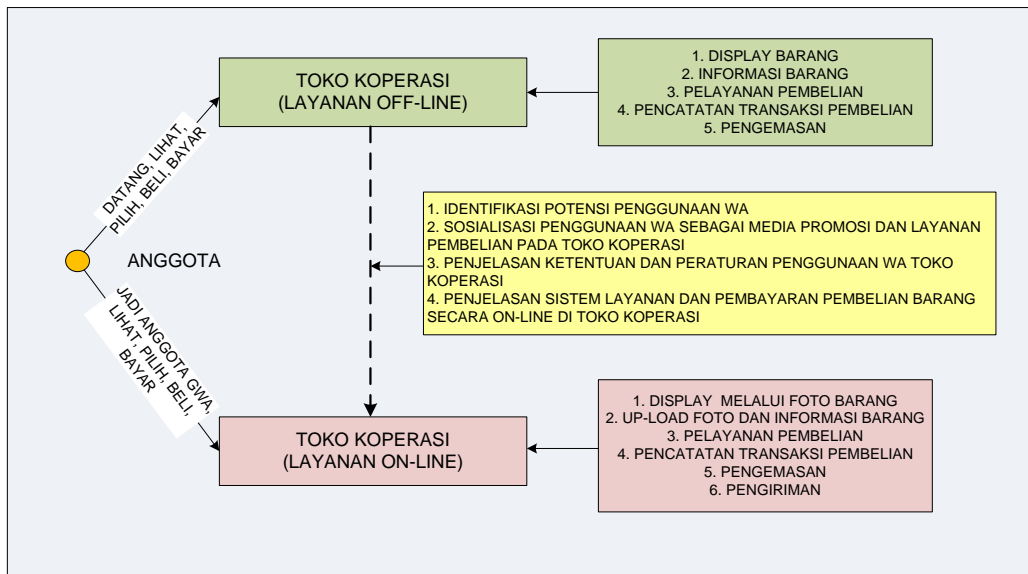 TOKO KOPERASI
(LAYANAN OFF-LINE)
1. DISPLAY BARANG
2. INFORMASI BARANG
3. PELAYANAN PEMBELIAN
4. PENCATATAN TRANSAKSI PEMBELIAN
5. PENGEMASAN
DATANG, LIHAT,
PILIH, BELI, BAYAR
ANGGOTA
1. IDENTIFIKASI POTENSI PENGGUNAAN WA
2. SOSIALISASI PENGGUNAAN WA SEBAGAI MEDIA PROMOSI DAN LAYANAN
PEMBELIAN PADA TOKO KOPERASI
3. PENJELASAN KETENTUAN DAN PERATURAN PENGGUNAAN WA TOKO
KOPERASI
4. PENJELASAN SISTEM LAYANAN DAN PEMBAYARAN PEMBELIAN BARANG
SECARA ON-LINE DI TOKO KOPERASI
JADI ANGGOTA GWA,
LIHAT, PILIH, BELI,
BAYAR
TOKO KOPERASI
(LAYANAN ON-LINE)
1. DISPLAY MELALUI FOTO BARANG
2. UP-LOAD FOTO DAN INFORMASI BARANG
3. PELAYANAN PEMBELIAN
4. PENCATATAN TRANSAKSI PEMBELIAN
5. PENGEMASAN
6. PENGIRIMAN